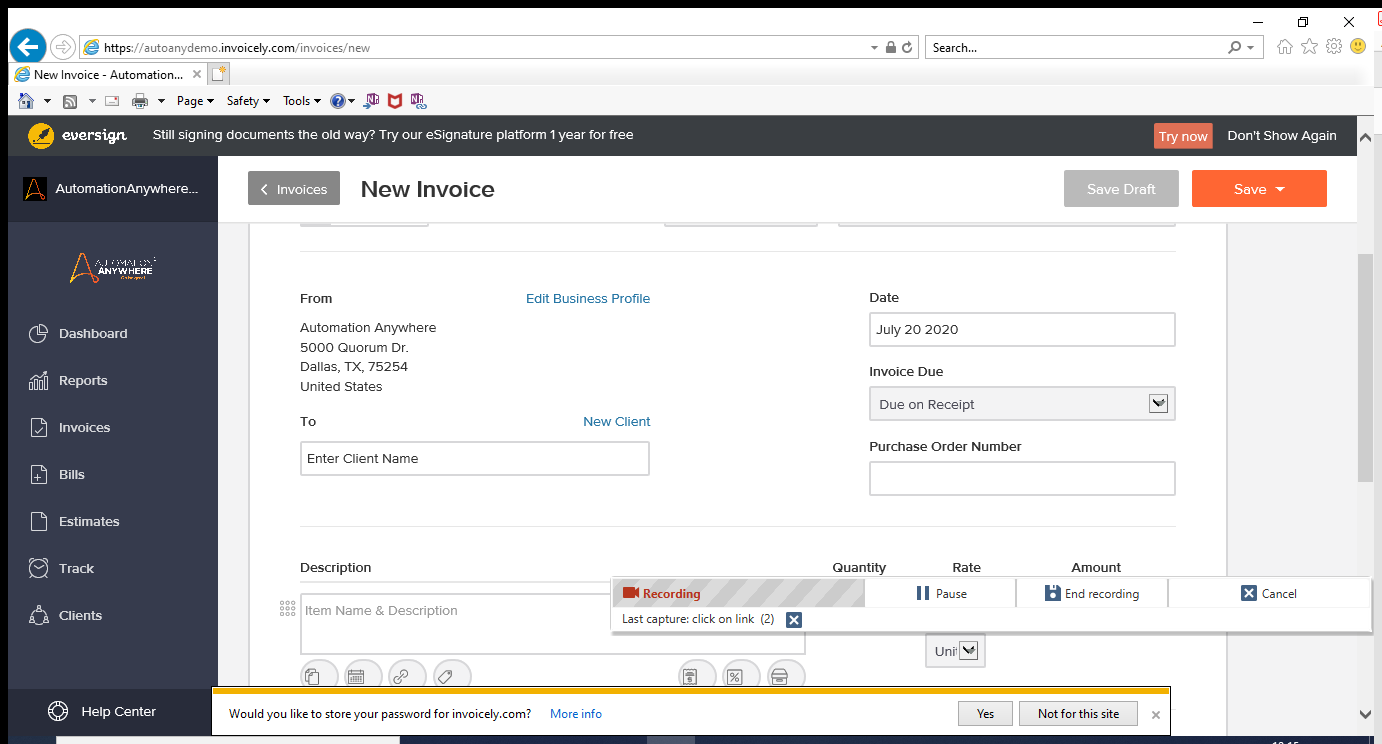 https://autoanydemo.invoicely.com/invoices/new
Search...
New Invoice - Automation...
Page
Safety
Tools
eversign
Still signing documents the old way? Try our eSignature platform 1 year for free
Try now
Don't Show Again
AutomationAnywhere...
Invoices
New Invoice
Save Draft
Save
AUTOMATION
ANYWHERE
Dashboard
Reports
Invoices
Bills
Estimates
Track
Clients
Help Center
From
Edit Business Profile
Automation Anywhere
5000 Quorum Dr.
Dallas, TX, 75254
United States
To
New Client
Enter Client Name
Date
July 20 2020
Invoice Due
Due on Receipt
Purchase Order Number
Description
Quantity
Rate
Amount
Item Name & Description
Recording
Pause
End recording
Cancel
Last capture: click on link (2)
Unit
Would you like to store your password for invoicely.com?
More info
Yes
Not for this site